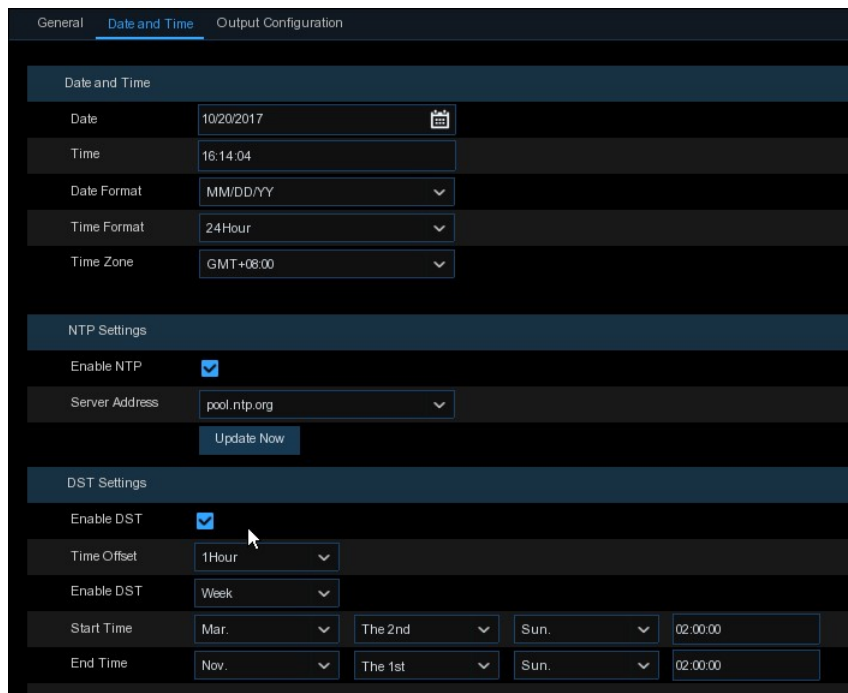 General Date and Time Output Configuration
Date and Time
Date 10/20/2017
Time 16:14:04
Date Format MM/DD/YY
Time Format 24Hour
Time Zone GMT+08:00
NTP Settings
Enable NTP
Server Address pool.ntp.org
Update Now
DST Settings
Enable DST
Time Offset 1Hour
Enable DST Week
Start Time Mar. The 2nd Sun. 02:00:00
End Time Nov. The 1st Sun. 02:00:00